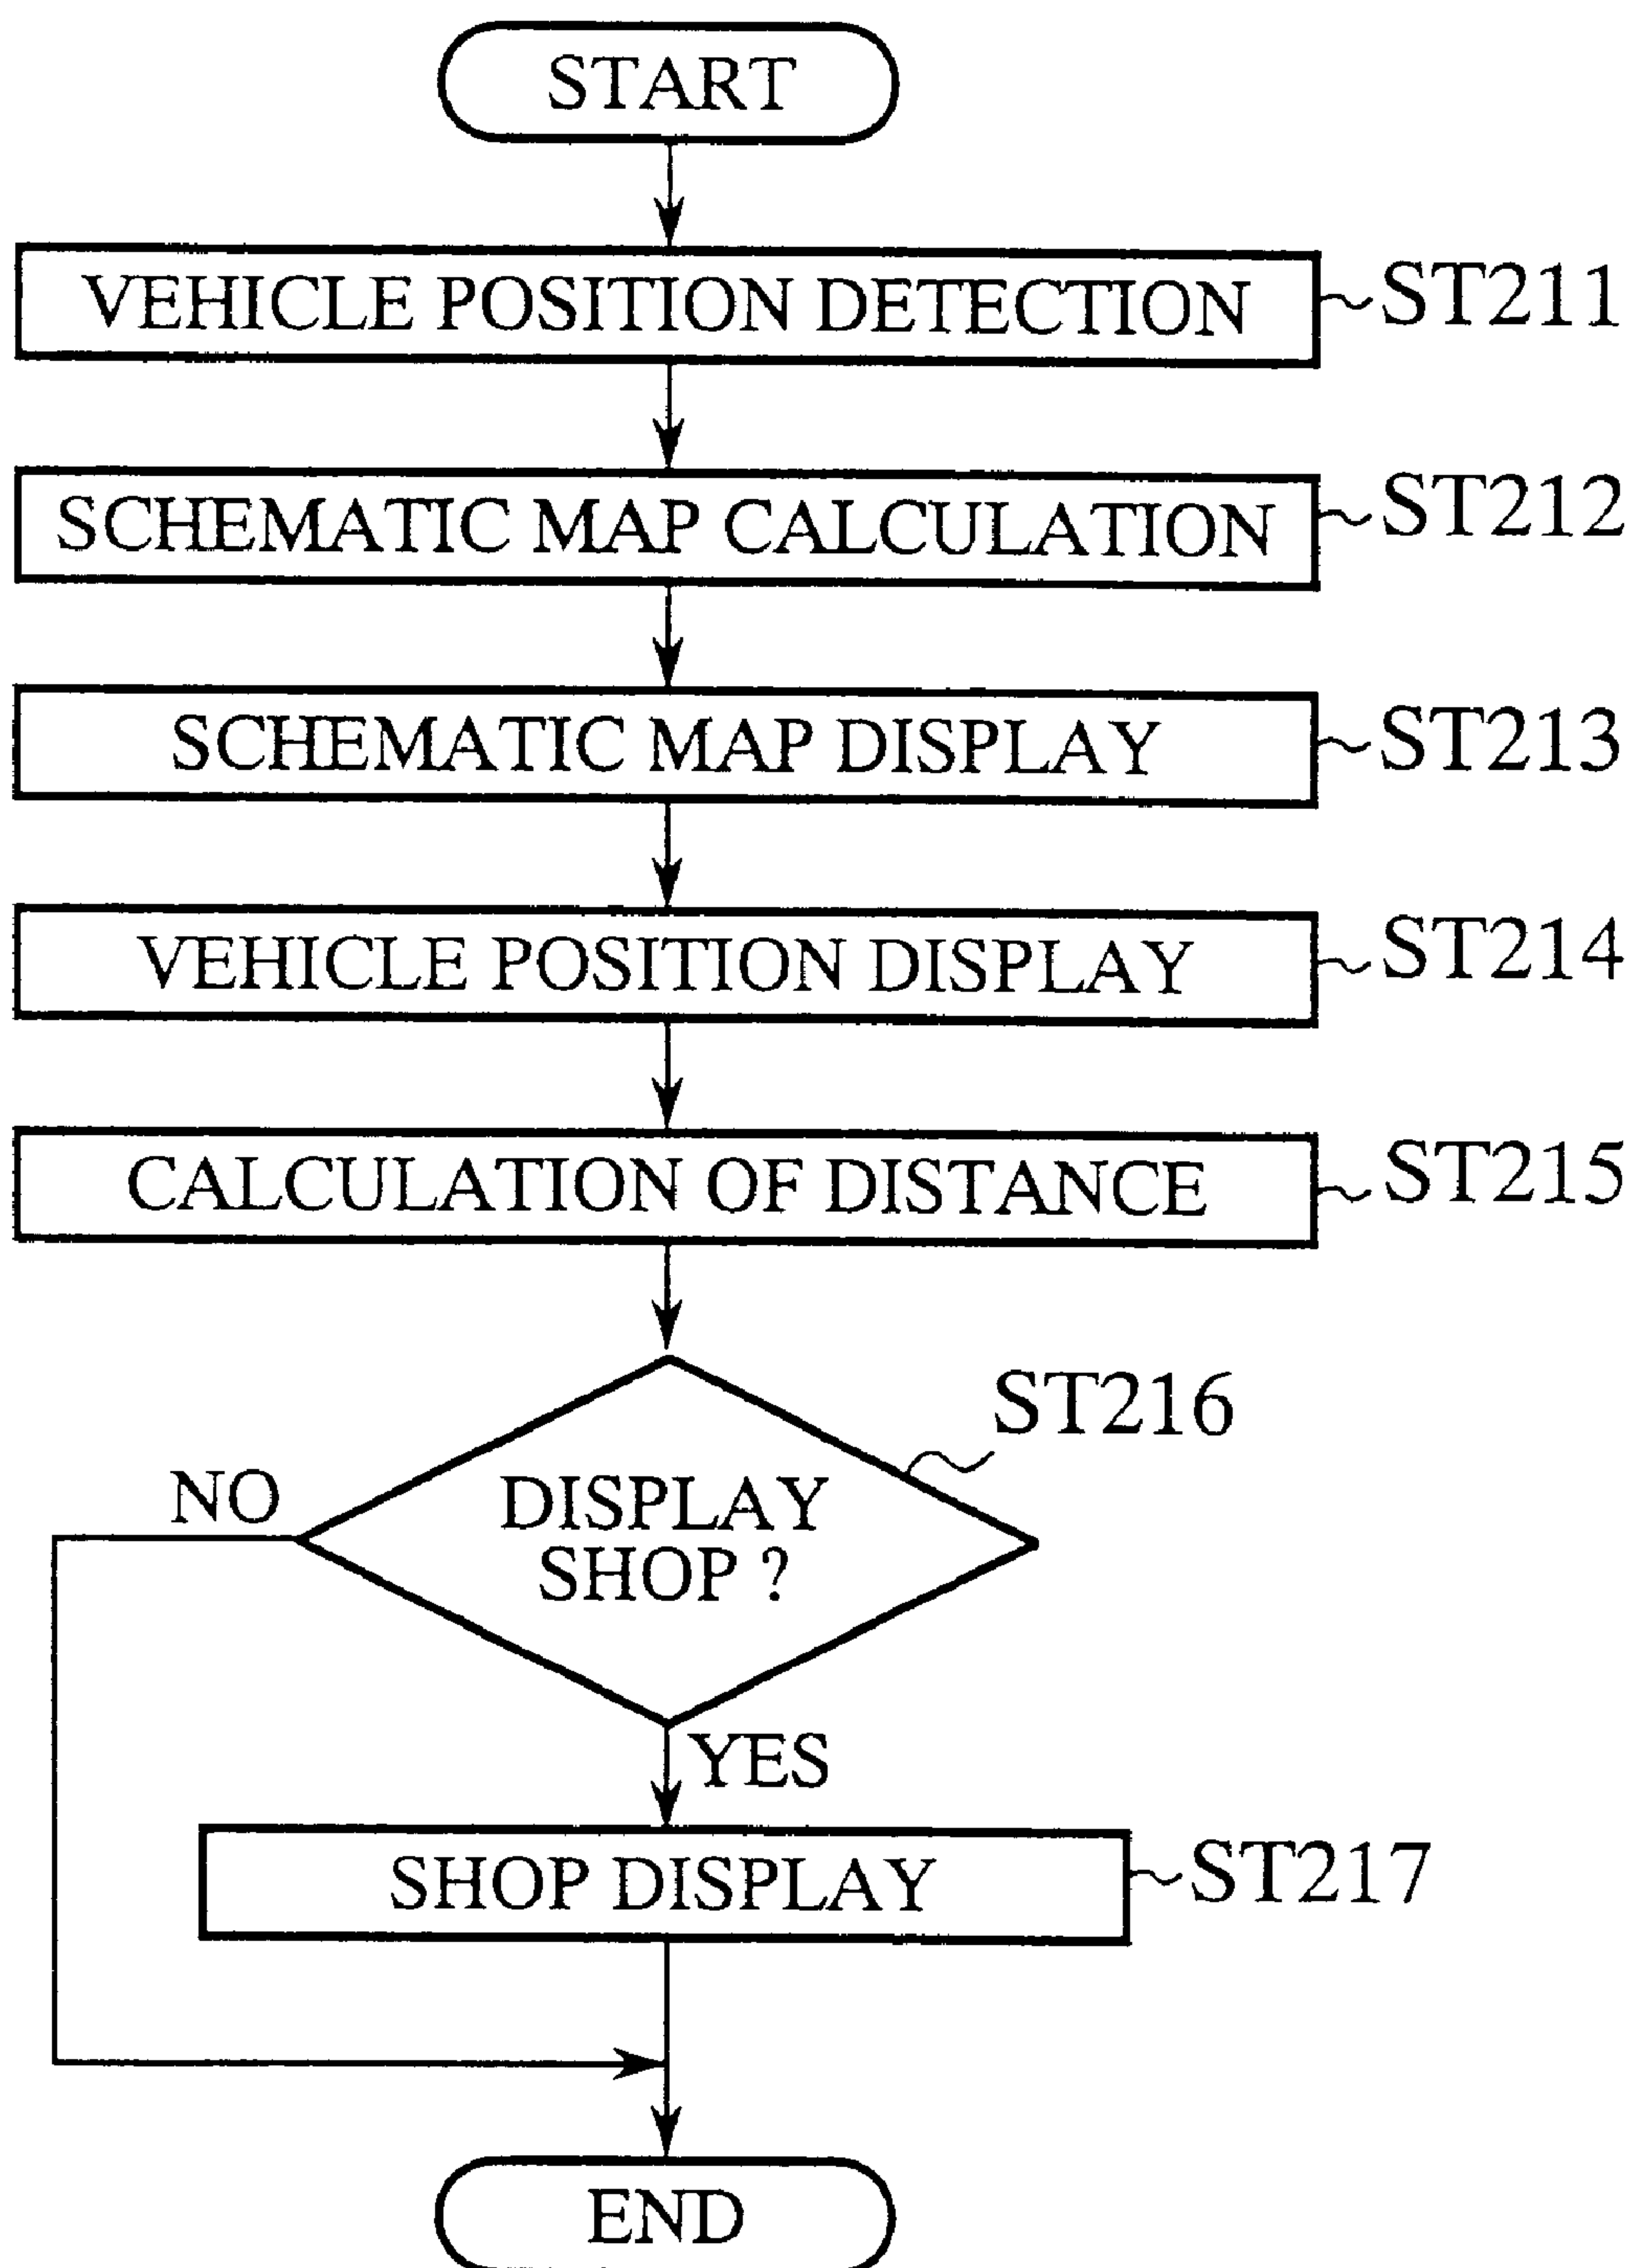 START
VEHICLE POSITION DETECTION
ST211
SCHEMATIC MAP CALCULATION
ST212
SCHEMATIC MAP DISPLAY
ST213
VEHICLE POSITION DISPLAY
ST214
CALCULATION OF DISTANCE
ST215
ST216
NO
DISPLAY
SHOP ?
YES
SHOP DISPLAY
ST217
END